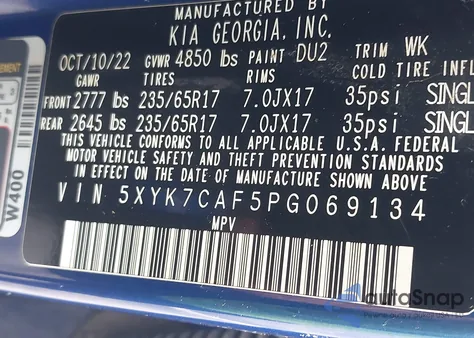 MANUFACTURED BY
KIA GEORGIA, INC.
OCT/10/22 GVWR 4850 lbs PAINT DU2 TRIM WK
GAWR TIRES RIMS COLD TIRE INFL
FRONT 2777 lbs 235/65R17 7.0JX17 35psi SINGL
REAR 2645 lbs 235/65R17 7.0JX17 35psi SINGL
THIS VEHICLE CONFORMS TO ALL APPLICABLE U.S.A. FEDERAL
MOTOR VEHICLE SAFETY AND THEFT PREVENTION STANDARDS
IN EFFECT ON THE DATE OF MANUFACTURE SHOWN ABOVE
VIN 5XYK7CAF5PG069134
MPV
W400
autoSnap